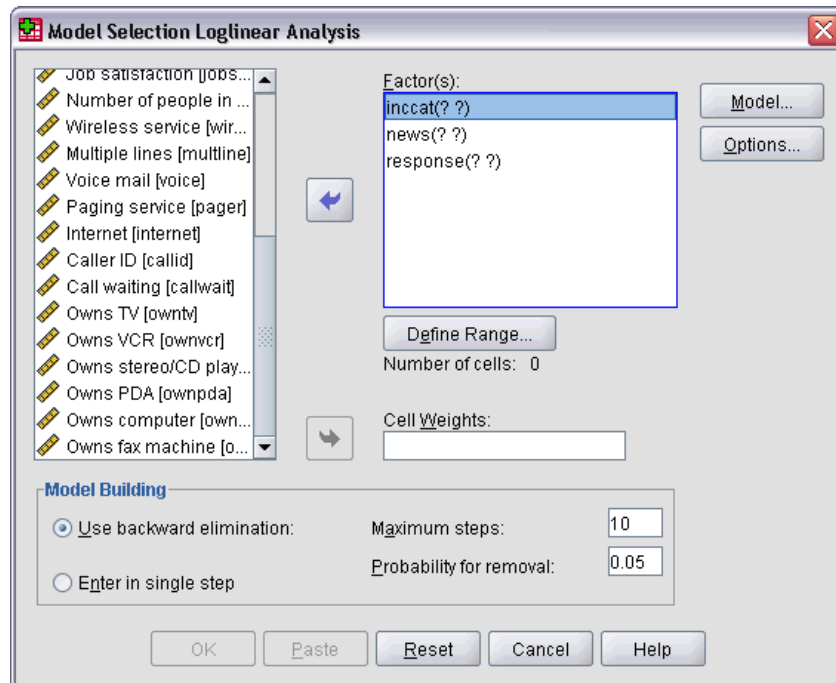 Model Selection Loglinear Analysis
Job satisfaction [jobs...
Number of people in ...
Wireless service [wir...
Multiple lines [multline]
Voice mail [voice]
Paging service [pager]
Internet [internet]
Caller ID [callid]
Call waiting [callwait]
Owns TV [owntv]
Owns VCR [ownvcr]
Owns stereo/CD play...
Owns PDA [ownpda]
Owns computer [own...
Owns fax machine [o...
Factor(s):
inccat(? ?)
news(? ?)
response(? ?)
Model...
Options...
Define Range...
Number of cells: 0
Cell Weights:
Model Building
Use backward elimination:
Enter in single step
Maximum steps: 10
Probability for removal: 0.05
OK Paste Reset Cancel Help